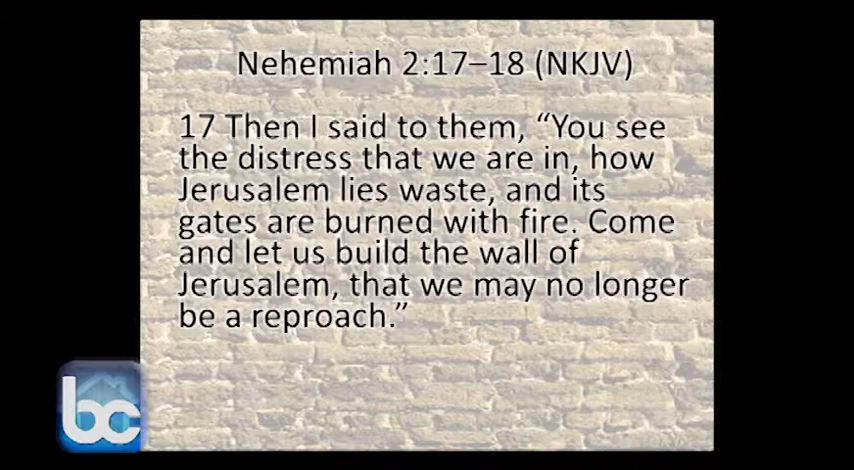 Nehemiah 2:17–18 (NKJV)
17 Then I said to them, “You see
the distress that we are in, how
Jerusalem lies waste, and its
gates are burned with fire. Come
and let us build the wall of
Jerusalem, that we may no longer
be a reproach.”
bc